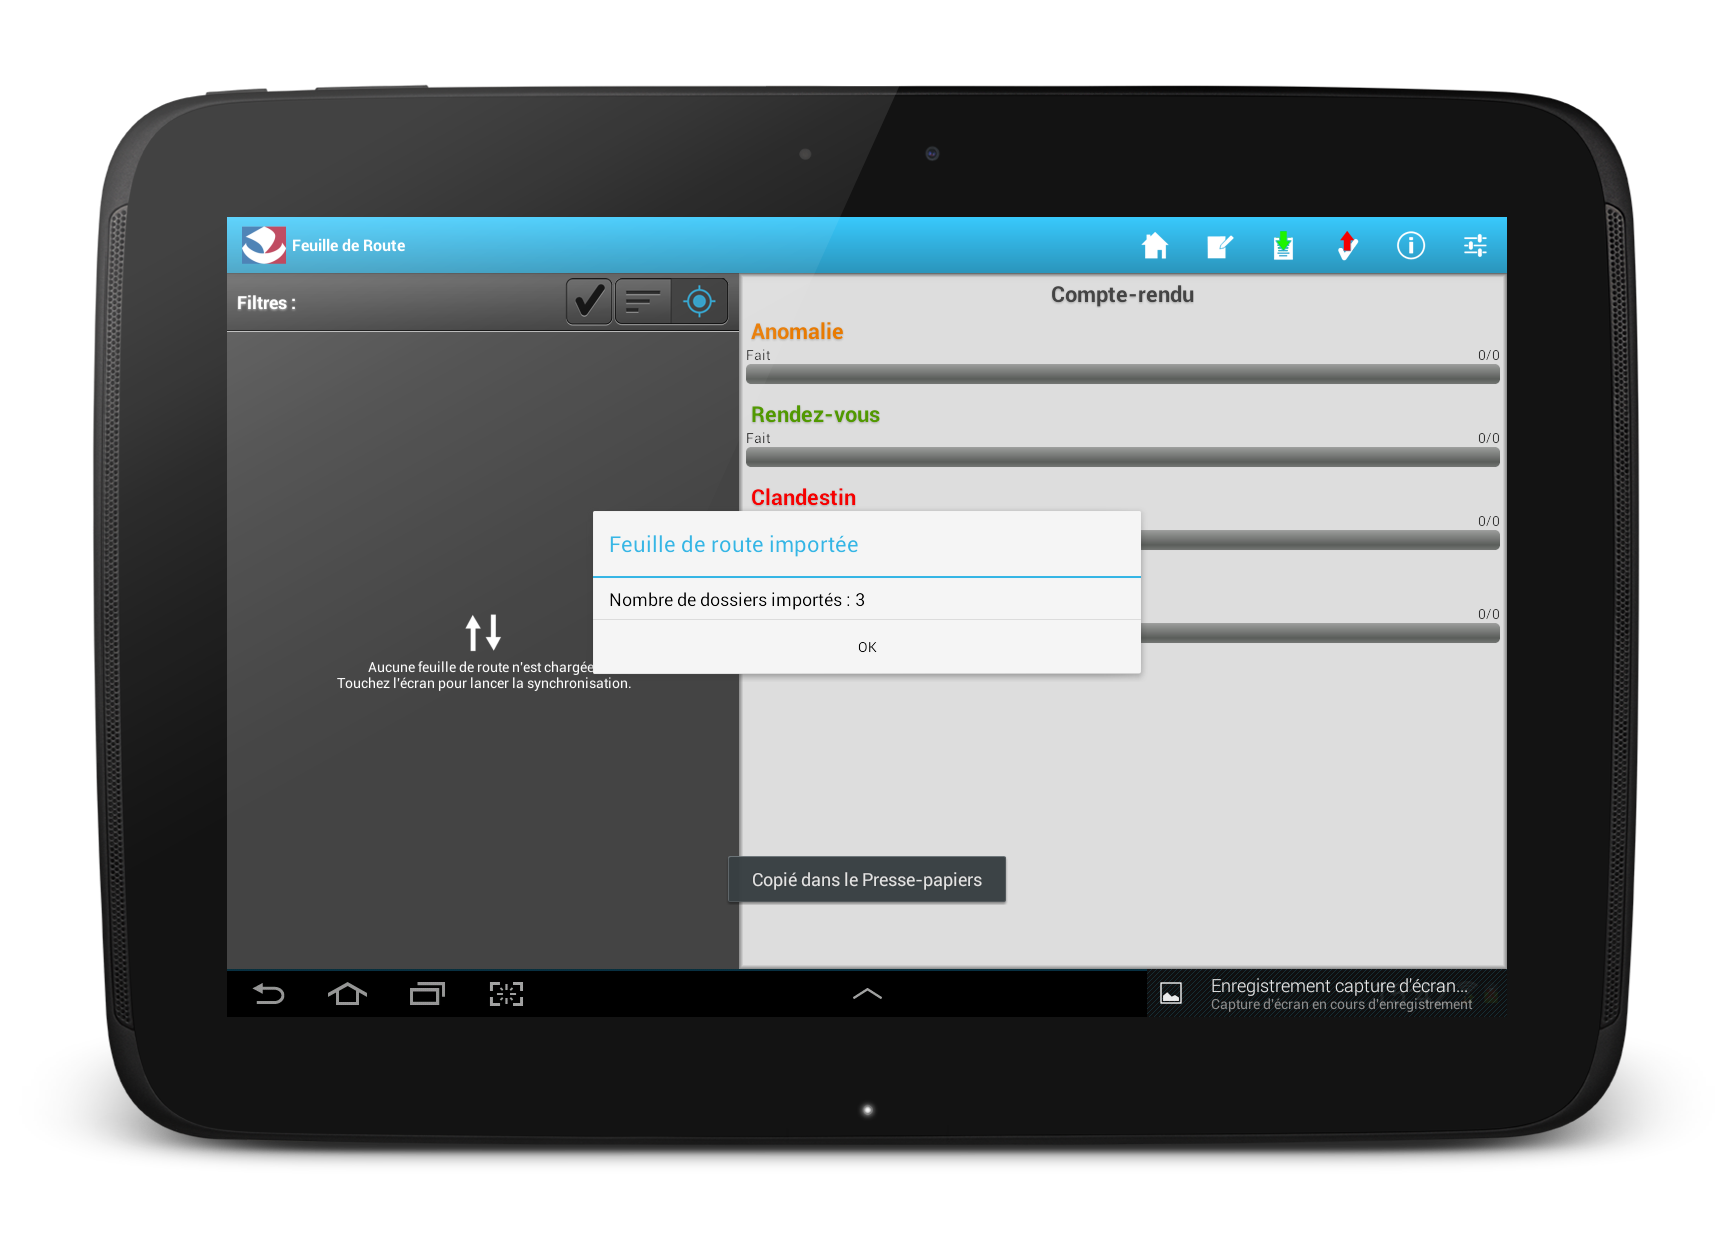 Feuille de Route
Filtres :
Compte-rendu
Anomalie
Fait 0/0
Rendez-vous
Fait 0/0
Clandestin
0/0
0/0
Feuille de route importée
Nombre de dossiers importés : 3
OK
Aucune feuille de route n'est chargée
Touchez l'écran pour lancer la synchronisation.
Copié dans le Presse-papiers
Enregistrement capture d'écran...
Capture d'écran en cours d'enregistrement